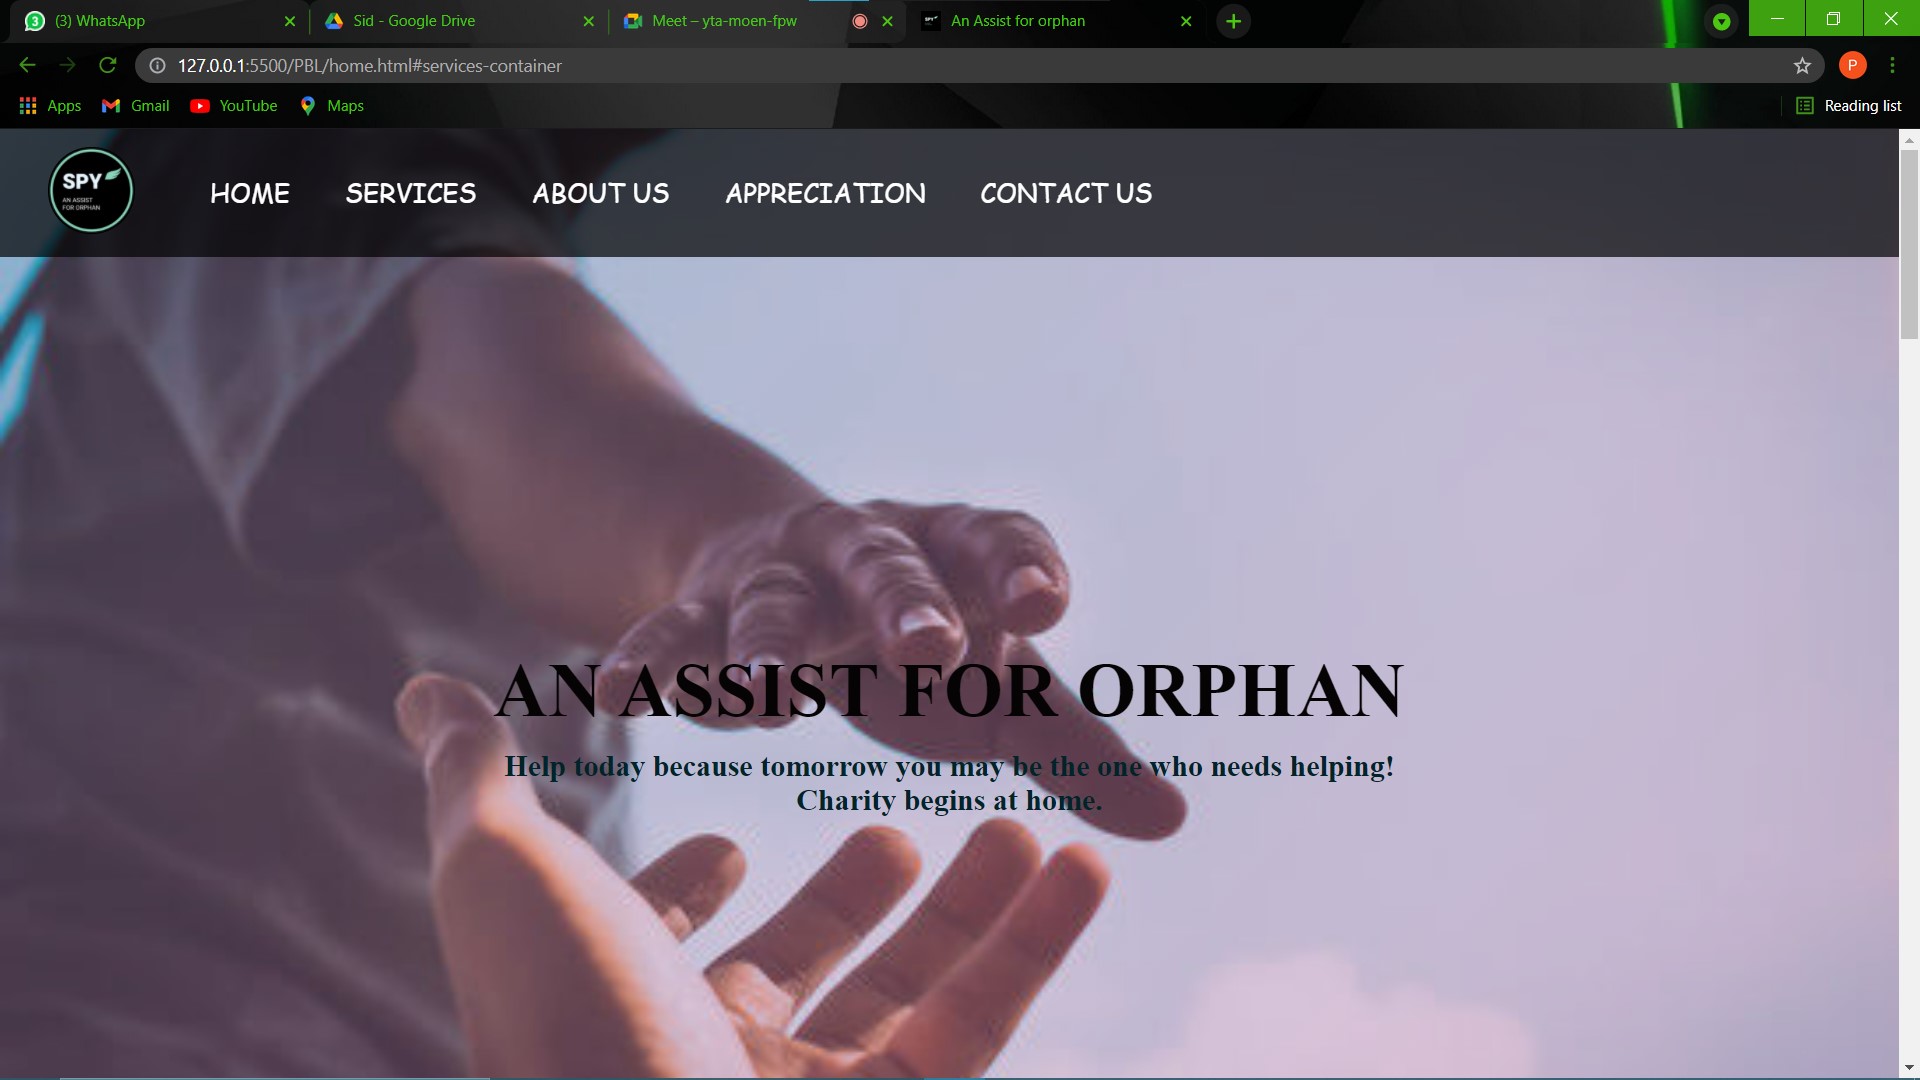 (3) WhatsApp
Sid - Google Drive
Meet – yta-moen-fpw
An Assist for orphan
127.0.0.1:5500/PBL/home.html#services-container
P
Apps
Gmail
YouTube
Maps
Reading list
SPY
AN ASSIST
FOR ORPHAN
HOME
SERVICES
ABOUT US
APPRECIATION
CONTACT US
AN ASSIST FOR ORPHAN
Help today because tomorrow you may be the one who needs helping!
Charity begins at home.